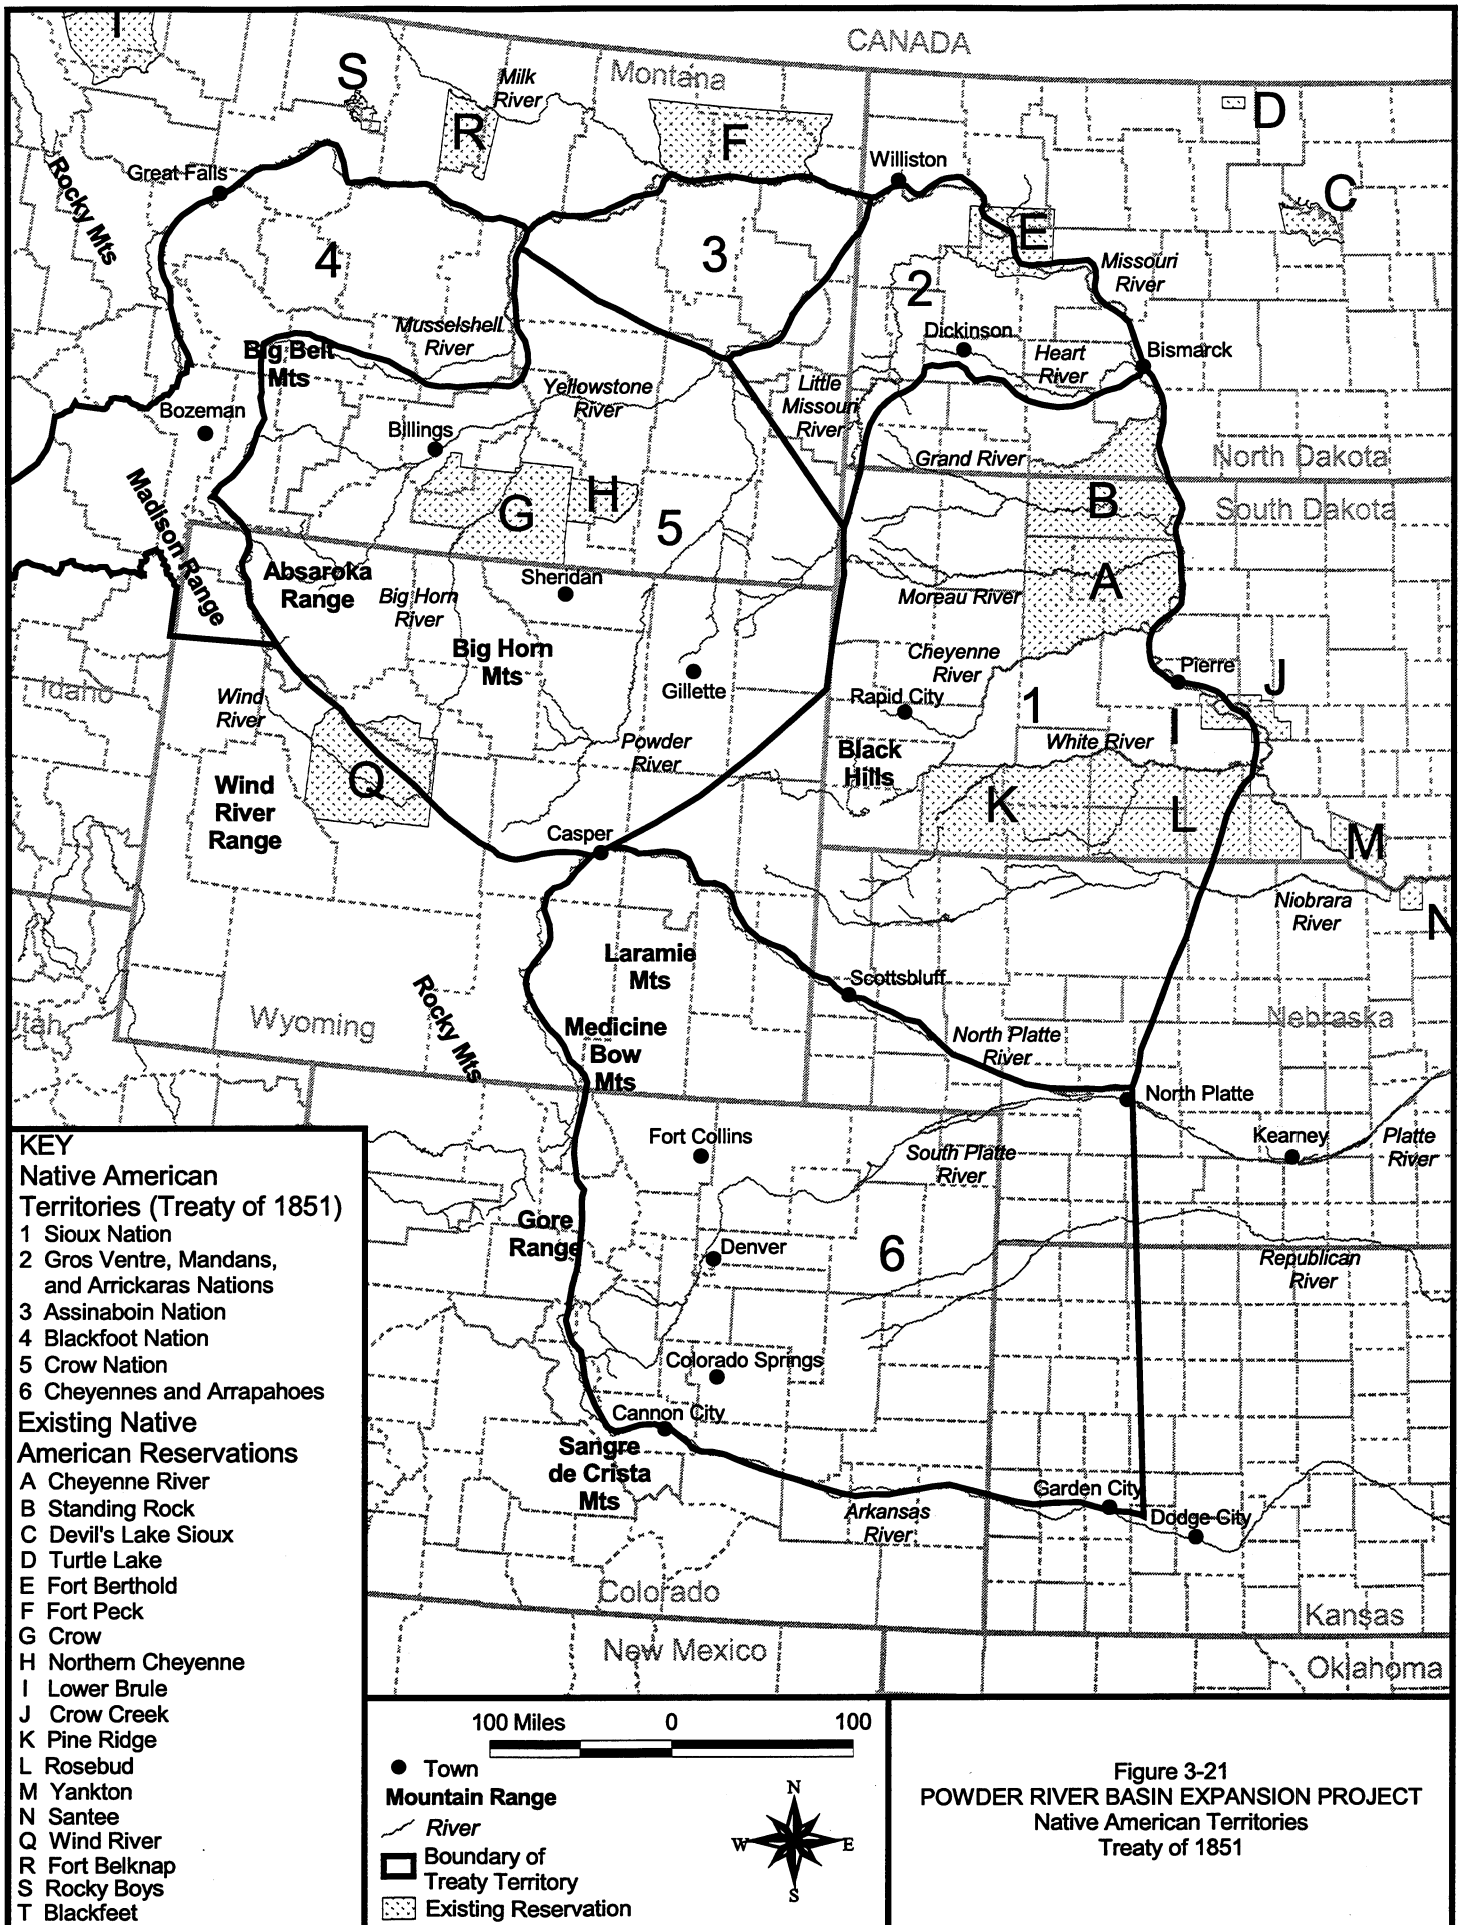 CANADA
Montana
T
S
Milk
River
R
F
D
Williston
Great Falls
C
Rocky Mts
E
4
3
2
Missouri
River
Musselshell
River
Dickinson
Big Belt
Mts
Heart
River
Bismarck
Yellowstone
River
Little
Missouri
River
Bozeman
Billings
Grand River
North Dakota
Madison Range
G
H
5
B
South Dakota
Absaroka
Range
Sheridan
Big Horn
River
Moreau River
A
Big Horn
Mts
Cheyenne
River
Pierre
J
Idaho
Wind
River
Gillette
Rapid City
1
I
Powder
River
Black
Hills
White River
Wind
River
Range
Q
K
L
M
Casper
Niobrara
River
N
Laramie
Mts
Scottsbluff
Rocky Mts
Utah
Wyoming
Medicine
Bow
Mts
North Platte
River
Nebraska
North Platte
Fort Collins
South Platte
River
Kearney
Platte
River
Gore
Range
Denver
6
Republican
River
Colorado Springs
Cannon City
Sangre
de Crista
Mts
Garden City
Arkansas
River
Dodge City
Colorado
Kansas
New Mexico
Oklahoma
KEY
Native American
Territories (Treaty of 1851)
1 Sioux Nation
2 Gros Ventre, Mandans,
and Arrickaras Nations
3 Assinaboin Nation
4 Blackfoot Nation
5 Crow Nation
6 Cheyennes and Arrapahoes
Existing Native
American Reservations
A Cheyenne River
B Standing Rock
C Devil's Lake Sioux
D Turtle Lake
E Fort Berthold
F Fort Peck
G Crow
H Northern Cheyenne
I Lower Brule
J Crow Creek
K Pine Ridge
L Rosebud
M Yankton
N Santee
Q Wind River
R Fort Belknap
S Rocky Boys
T Blackfeet
100 Miles 0 100
Town
Mountain Range
River
Boundary of
Treaty Territory
Existing Reservation
N
W E
S
Figure 3-21
POWDER RIVER BASIN EXPANSION PROJECT
Native American Territories
Treaty of 1851